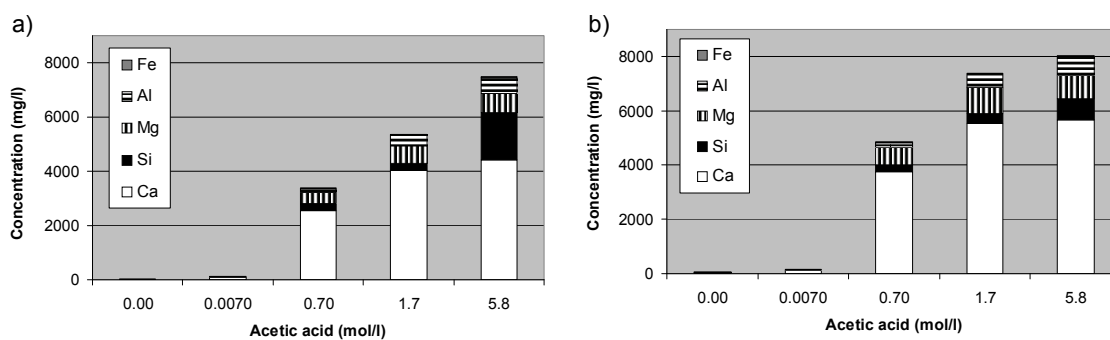 a)
8000
6000
4000
2000
0
Concentration (mg/l)
Fe
Al
Mg
Si
Ca
0.00 0.0070 0.70 1.7 5.8
Acetic acid (mol/l)
b)
8000
6000
4000
2000
0
Concentration (mg/l)
Fe
Al
Mg
Si
Ca
0.00 0.0070 0.70 1.7 5.8
Acetic acid (mol/l)